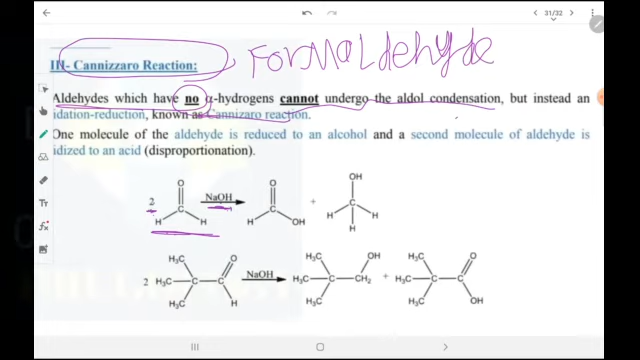 31/32
III- Cannizzaro Reaction:
Formaldehyde
Aldehydes which have no α-hydrogens cannot undergo the aldol condensation, but instead an
idation-reduction, known as Cannizaro reaction.
One molecule of the aldehyde is reduced to an alcohol and a second molecule of aldehyde is
idized to an acid (disproportionation).
O O OH
2 NaOH +
H H H OH H H
H
H₃C O H₃C OH H₃C O
2 H₃C NaOH H₃C CH₂ + H₃C
H₃C H H₃C H₃C OH